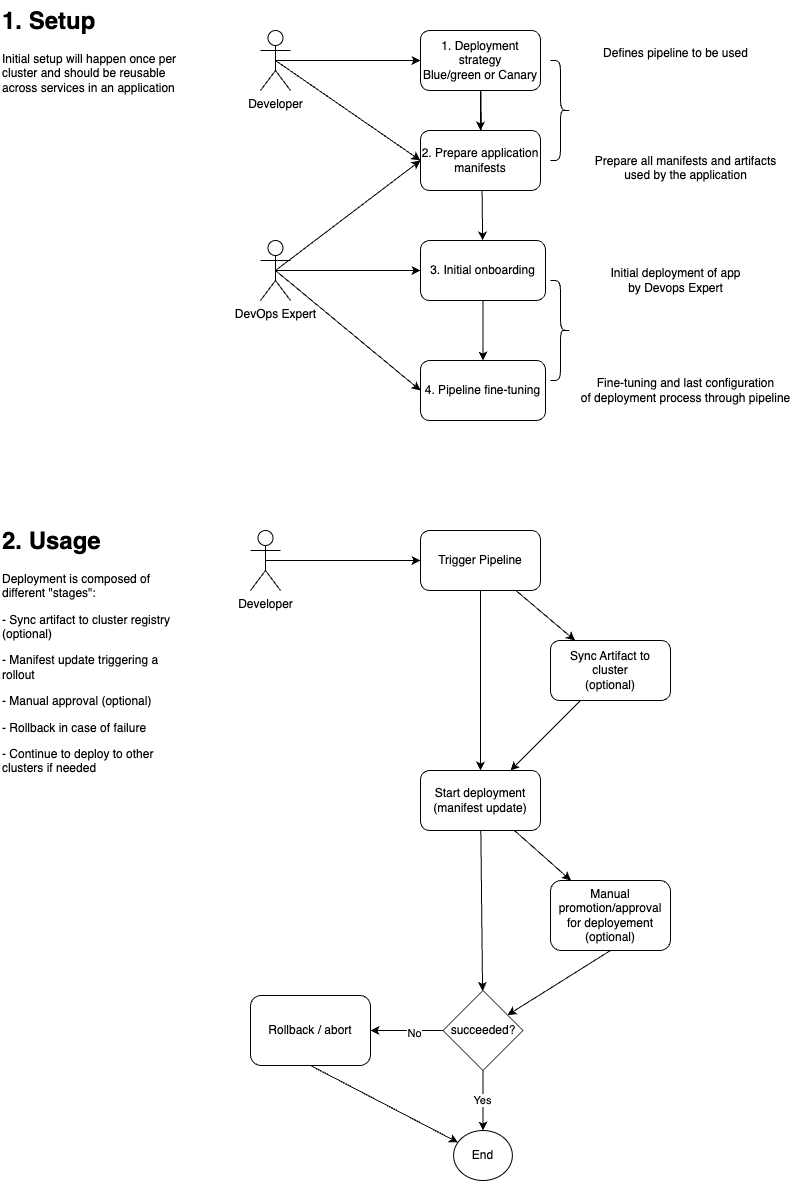 1. Setup
Initial setup will happen once per
cluster and should be reusable
across services in an application
Developer
1. Deployment
strategy
Blue/green or Canary
Defines pipeline to be used
2. Prepare application
manifests
Prepare all manifests and artifacts
used by the application
DevOps Expert
3. Initial onboarding
Initial deployment of app
by Devops Expert
4. Pipeline fine-tuning
Fine-tuning and last configuration
of deployment process through pipeline
2. Usage
Deployment is composed of
different "stages":
- Sync artifact to cluster registry
(optional)
- Manifest update triggering a
rollout
- Manual approval (optional)
- Rollback in case of failure
- Continue to deploy to other
clusters if needed
Developer
Trigger Pipeline
Sync Artifact to
cluster
(optional)
Start deployment
(manifest update)
Manual
promotion/approval
for deployement
(optional)
succeeded?
No
Rollback / abort
Yes
End